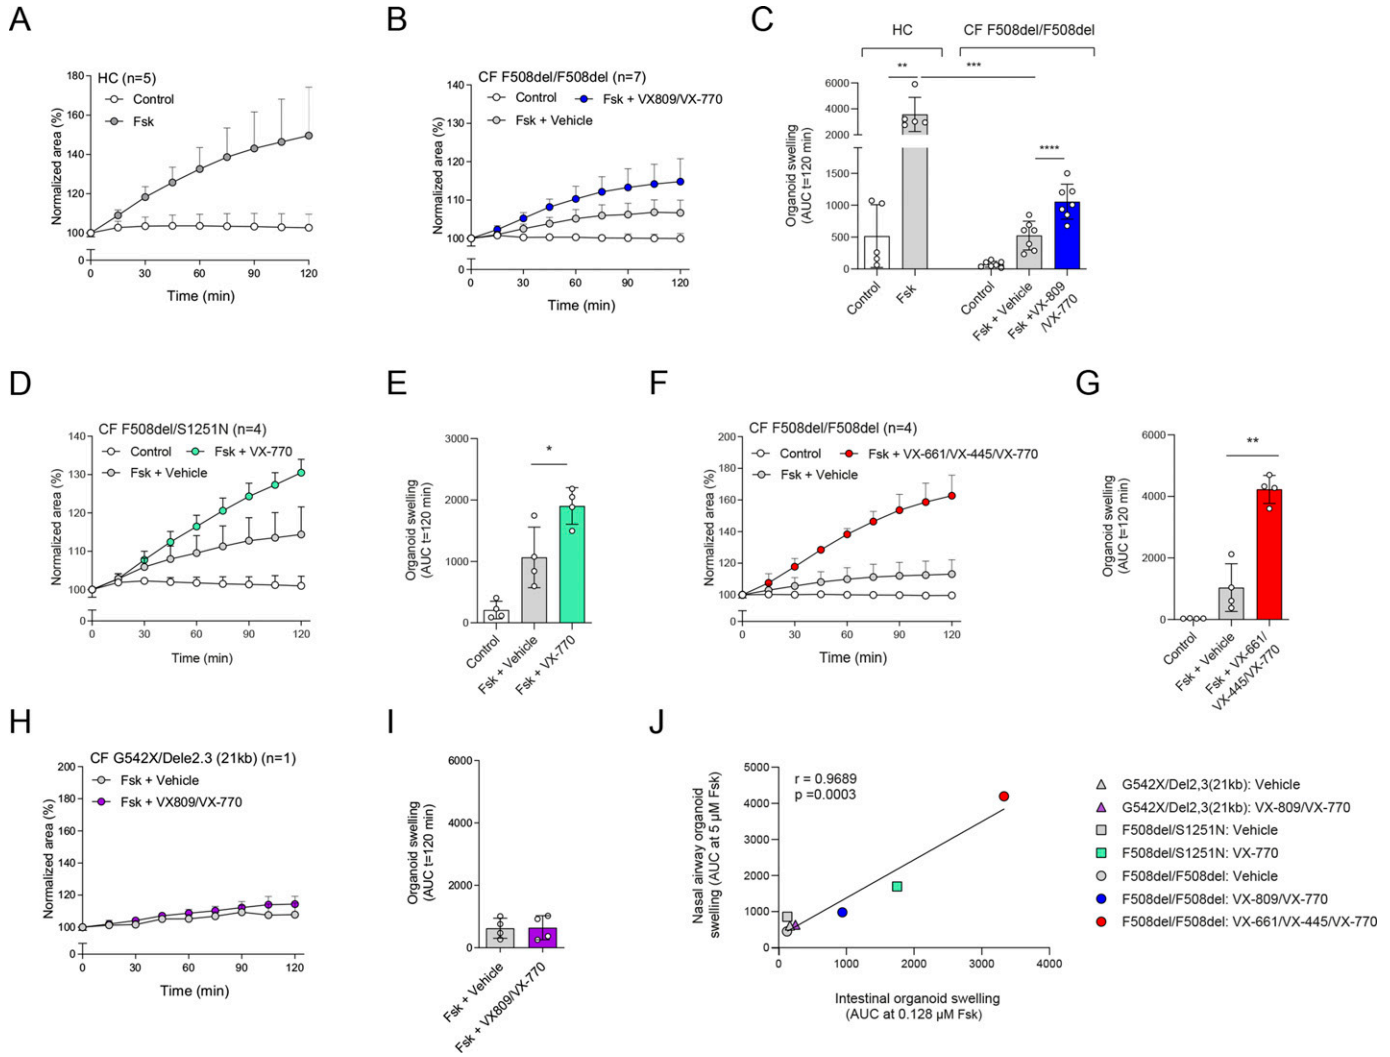 A
HC (n=5)
Control
Fsk
Normalized area (%)
180
160
140
120
100
0
0
30
60
90
120
Time (min)
B
CF F508del/F508del (n=7)
Control
Fsk + VX809/VX-770
Fsk + Vehicle
Normalized area (%)
140
130
120
110
100
0
0
30
60
90
120
Time (min)
C
HC
CF F508del/F508del
**
***
****
Organoid swelling
(AUC t=120 min)
6000
4000
2000
1500
1000
500
0
Control
Fsk
Control
Fsk + Vehicle
Fsk +VX-809
/VX-770
D
CF F508del/S1251N (n=4)
Control
Fsk + VX-770
Fsk + Vehicle
Normalized area (%)
140
130
120
110
100
0
0
30
60
90
120
Time (min)
E
*
Organoid swelling
(AUC t=120 min)
3000
2000
1000
0
Control
Fsk + Vehicle
Fsk + VX-770
F
CF F508del/F508del (n=4)
Control
Fsk + VX-661/VX-445/VX-770
Fsk + Vehicle
Normalized area (%)
200
180
160
140
120
100
0
0
30
60
90
120
Time (min)
G
**
Organoid swelling
(AUC t=120 min)
6000
4000
2000
0
Control
Fsk + Vehicle
Fsk + VX-661/
VX-445/VX-770
H
CF G542X/Dele2.3 (21kb) (n=1)
Fsk + Vehicle
Fsk + VX809/VX-770
Normalized area (%)
200
180
160
140
120
100
0
0
30
60
90
120
Time (min)
I
Organoid swelling
(AUC t=120 min)
6000
4000
2000
0
Fsk + Vehicle
Fsk + VX809/VX-770
J
r = 0.9689
p =0.0003
Nasal airway organoid
swelling (AUC at 5 µM Fsk)
5000
4000
3000
2000
1000
0
0
1000
2000
3000
4000
Intestinal organoid swelling
(AUC at 0.128 µM Fsk)
G542X/Del2,3(21kb): Vehicle
G542X/Del2,3(21kb): VX-809/VX-770
F508del/S1251N: Vehicle
F508del/S1251N: VX-770
F508del/F508del: Vehicle
F508del/F508del: VX-809/VX-770
F508del/F508del: VX-661/VX-445/VX-770